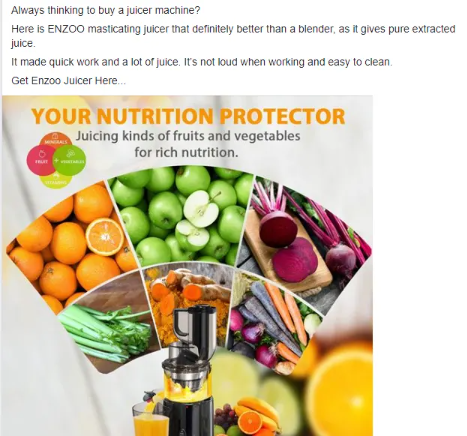 Always thinking to buy a juicer machine?
Here is ENZOO masticating juicer that definitely better than a blender, as it gives pure extracted
juice.
It made quick work and a lot of juice. It's not loud when working and easy to clean.
Get Enzoo Juicer Here...
YOUR NUTRITION PROTECTOR
Juicing kinds of fruits and vegetables
for rich nutrition.
MINERALS
FRUIT